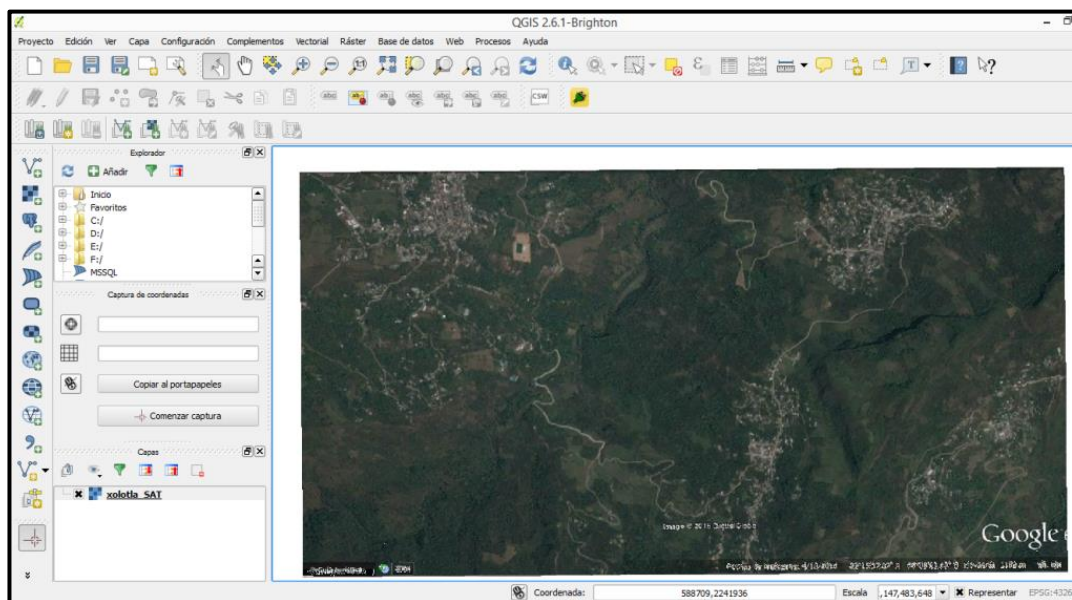 QGIS 2.6.1-Brighton
Proyecto Edición Ver Capa Configuración Complementos Vectorial Ráster Base de datos Web Procesos Ayuda
CSW
Explorador
Añadir
Inicio
Favoritos
C:/
D:/
E:/
F:/
MSSQL
Captura de coordenadas
Copiar al portapapeles
Comenzar captura
Capas
xolotla_SAT
Google
Coordenada: 588709,2241936 Escala ,147,483,648 Representar EPSG:4326